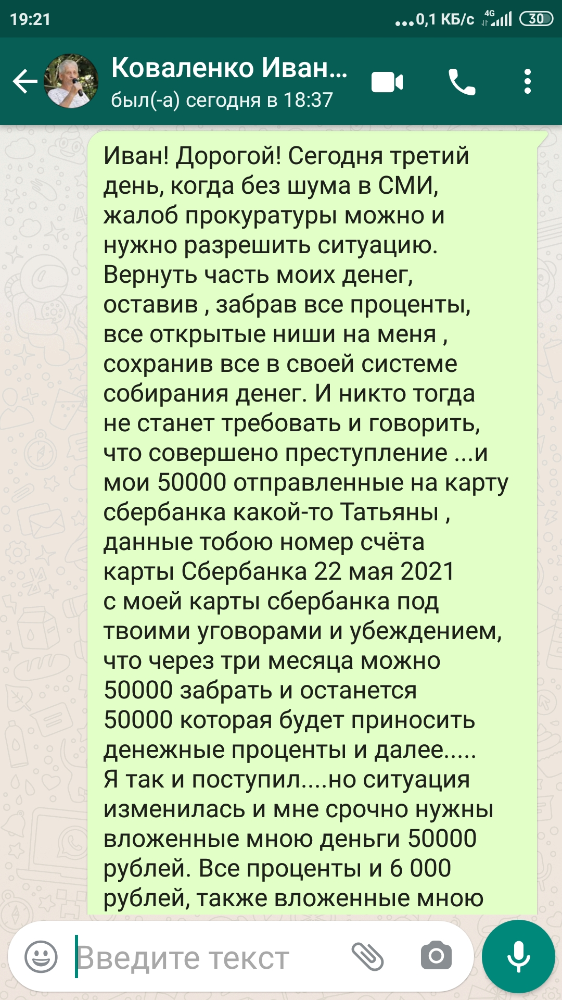 19:21
...0,1 КБ/с 4G 30
Коваленко Иван...
был(-а) сегодня в 18:37
Иван! Дорогой! Сегодня третий
день, когда без шума в СМИ,
жалоб прокуратуры можно и
нужно разрешить ситуацию.
Вернуть часть моих денег,
оставив , забрав все проценты,
все открытые ниши на меня ,
сохранив все в своей системе
собирания денег. И никто тогда
не станет требовать и говорить,
что совершено преступление ...и
мои 50000 отправленные на карту
сбербанка какой-то Татьяны ,
данные тобою номер счёта
карты Сбербанка 22 мая 2021
с моей карты сбербанка под
твоими уговорами и убеждением,
что через три месяца можно
50000 забрать и останется
50000 которая будет приносить
денежные проценты и далее.....
Я так и поступил....но ситуация
изменилась и мне срочно нужны
вложенные мною деньги 50000
рублей. Все проценты и 6 000
рублей, также вложенные мною
Введите текст